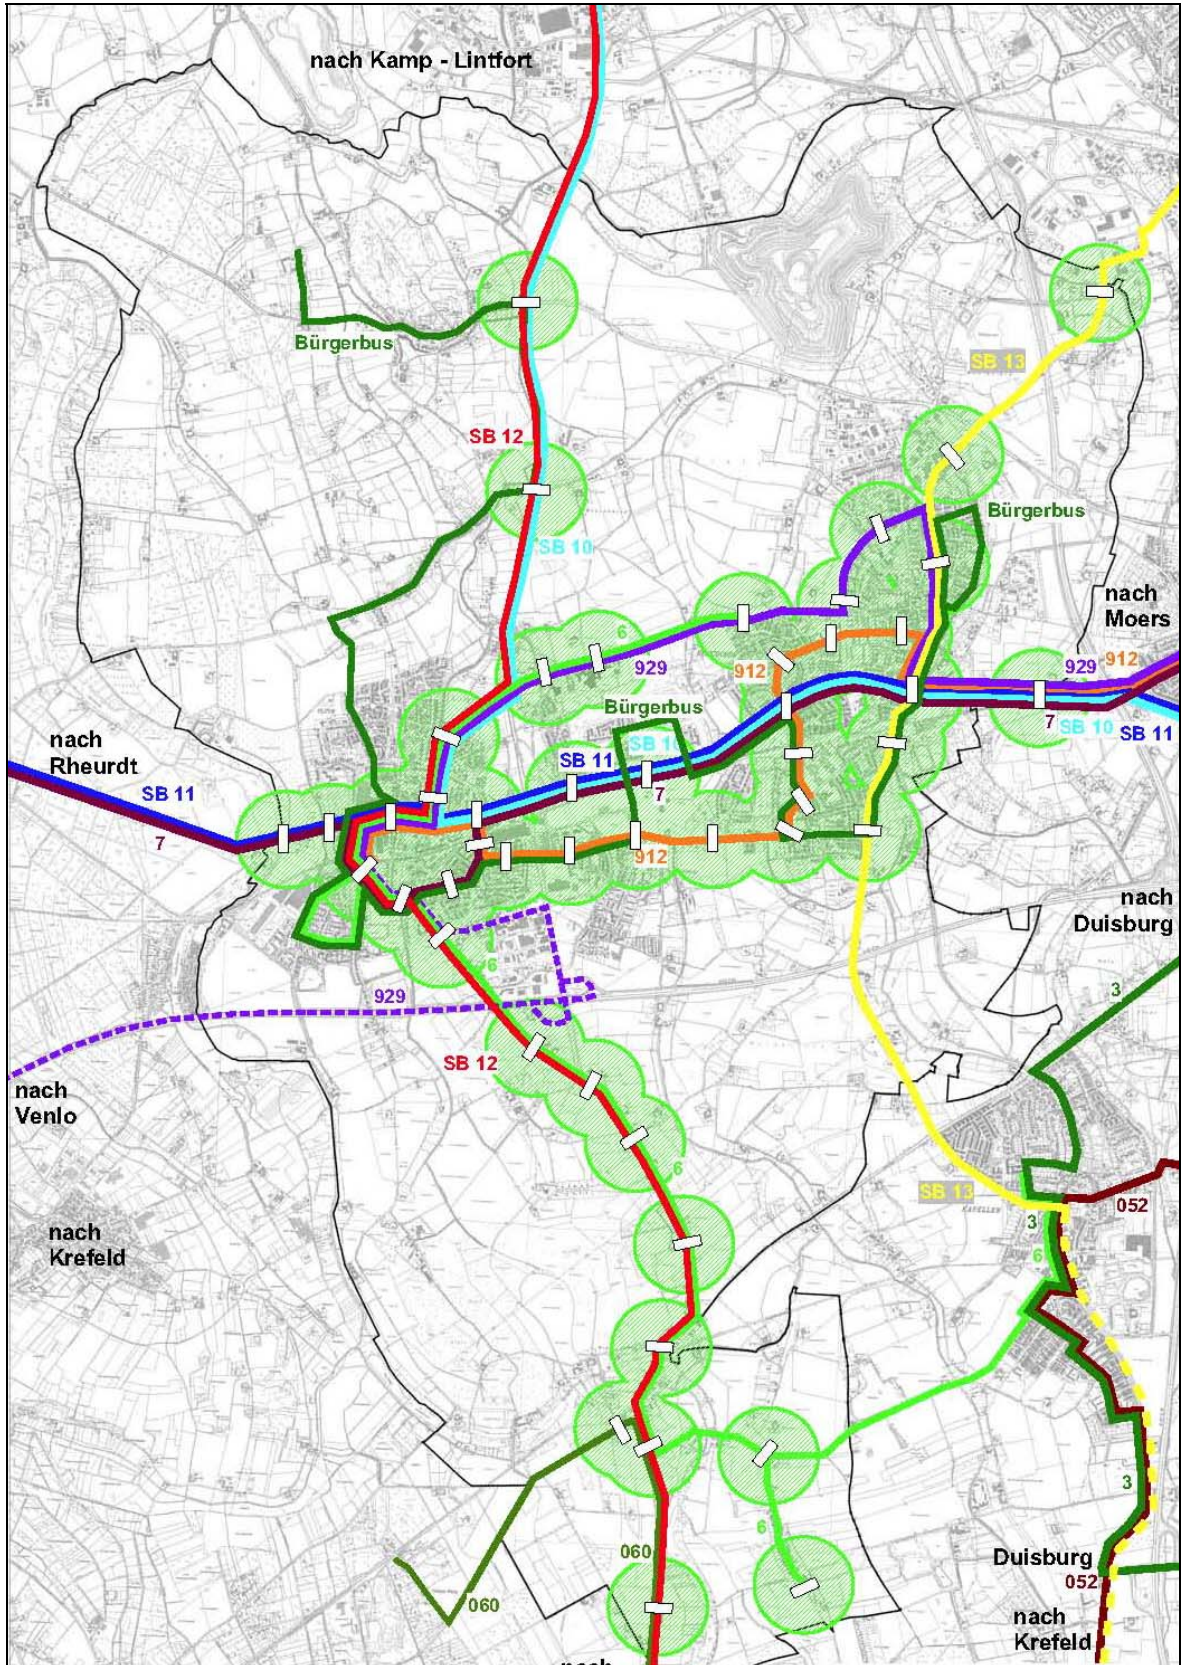 nach Kamp - Lintfort
Bürgerbus
SB 13
SB 12
Bürgerbus
SB 10
nach
Moers
6
929
912
929
912
Bürgerbus
7
SB 10
SB 11
nach
Rheurdt
SB 11
SB 11
SB 10
7
7
912
nach
Duisburg
6
929
3
SB 12
nach
Venlo
6
SB 13
052
3
6
nach
Krefeld
3
6
060
060
Duisburg
052
nach
Krefeld
nach